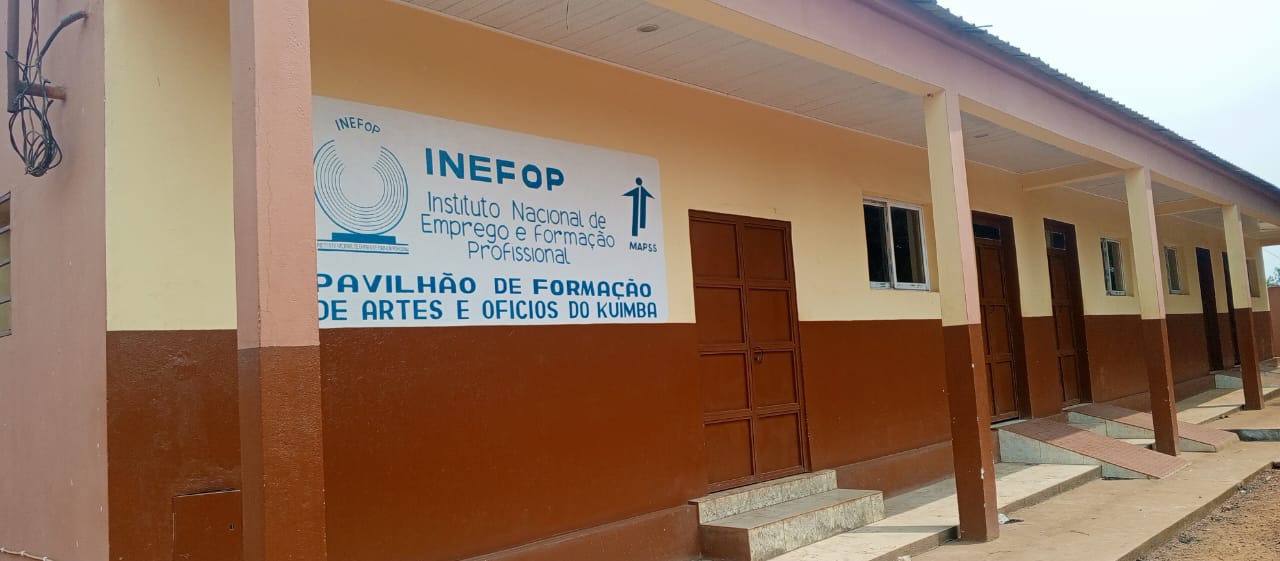 INEFOP
INEFOP
Instituto Nacional de
Emprego e Formação
Profissional
MAPSS
PAVILHÃO DE FORMAÇÃO
DE ARTES E OFICIOS DO KUIMBA